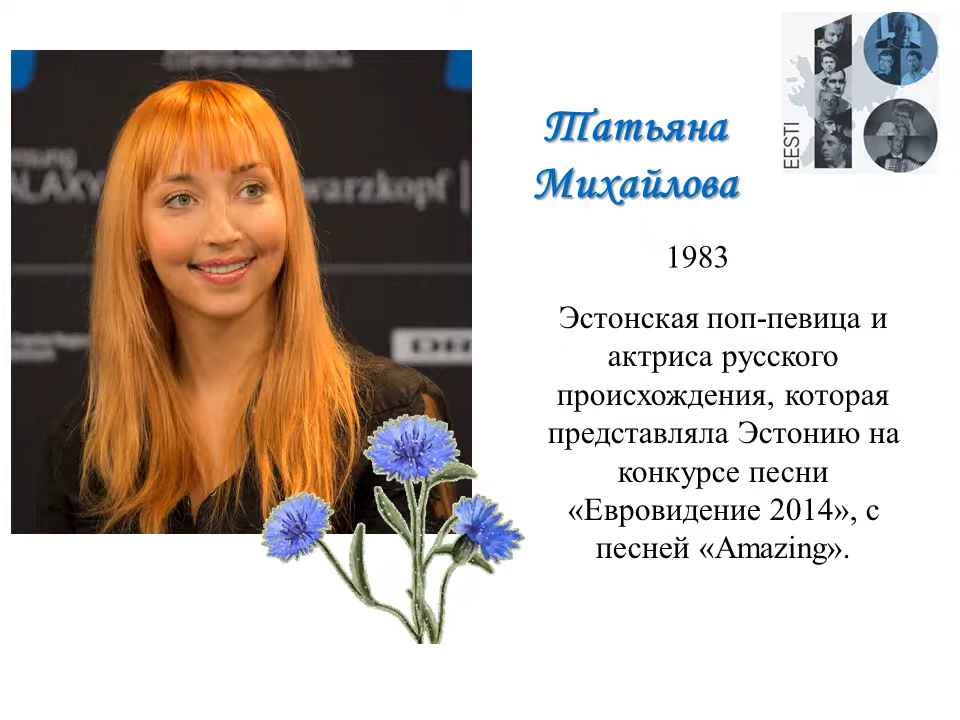 EESTI
Татьяна
Михайлова
1983
Эстонская поп-певица и
актриса русского
происхождения, которая
представляла Эстонию на
конкурсе песни
«Евровидение 2014», с
песней «Amazing».